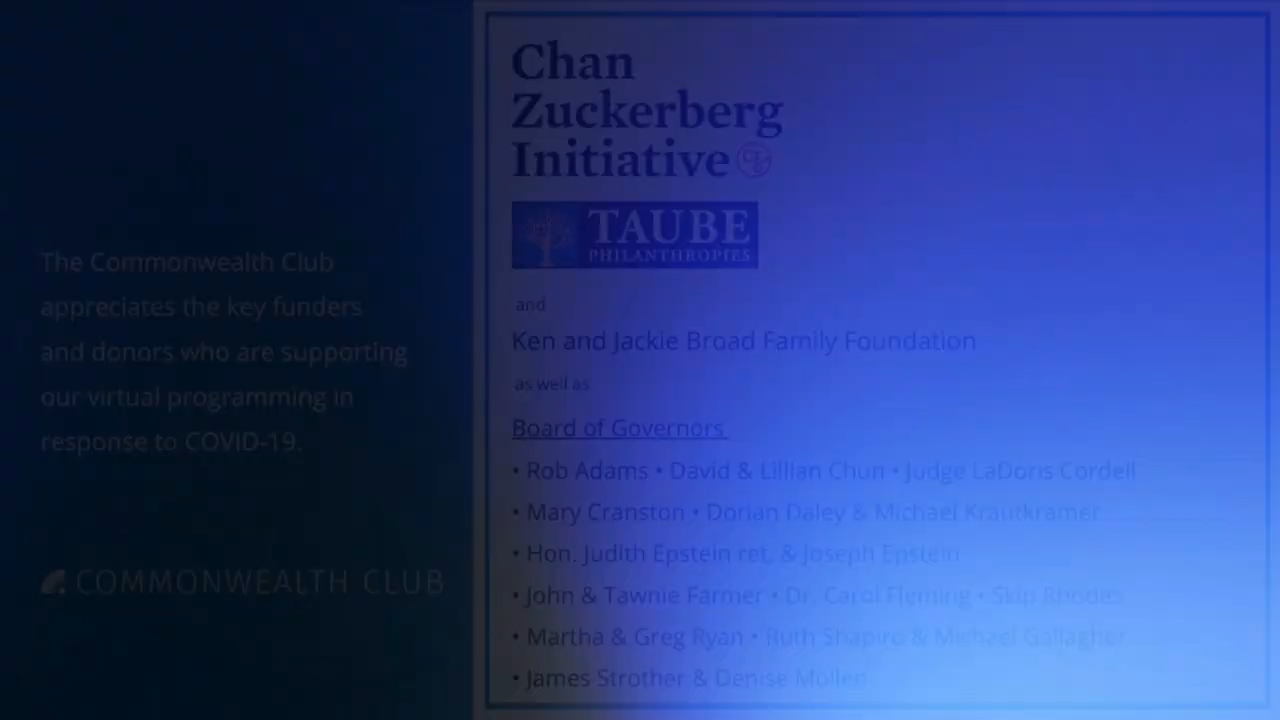 The Commonwealth Club
appreciates the key funders
and donors who are supporting
our virtual programming in
response to COVID-19.
COMMONWEALTH CLUB
Chan
Zuckerberg
Initiative
TAUBE
PHILANTHROPIES
and
Ken and Jackie Broad Family Foundation
as well as
Board of Governors
• Rob Adams • David & Lillian Chun • Judge LaDoris Cordell
• Mary Cranston • Dorian Daley & Michael Krautkramer
• Hon. Judith Epstein ret. & Joseph Epstein
• John & Tawnie Farmer • Dr. Carol Fleming • Skip Rhodes
• Martha & Greg Ryan • Ruth Shapiro & Michael Gallagher
• James Strother & Denise Mollen